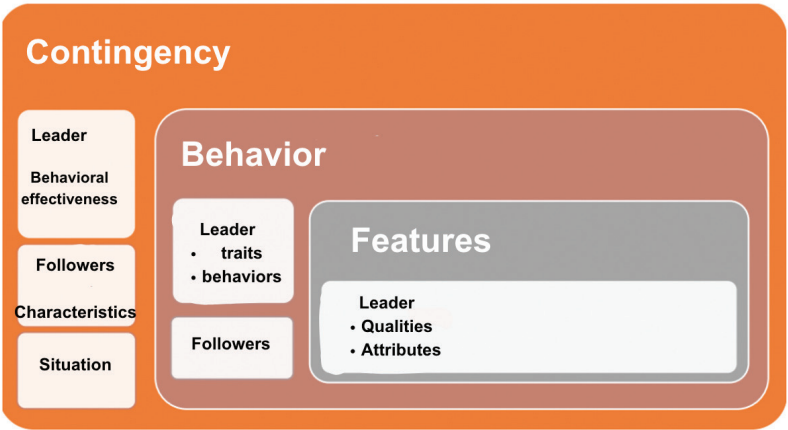 Contingency
Leader
Behavioral
effectiveness
Followers
Characteristics
Situation
Behavior
Leader
• traits
• behaviors
Followers
Features
Leader
• Qualities
• Attributes